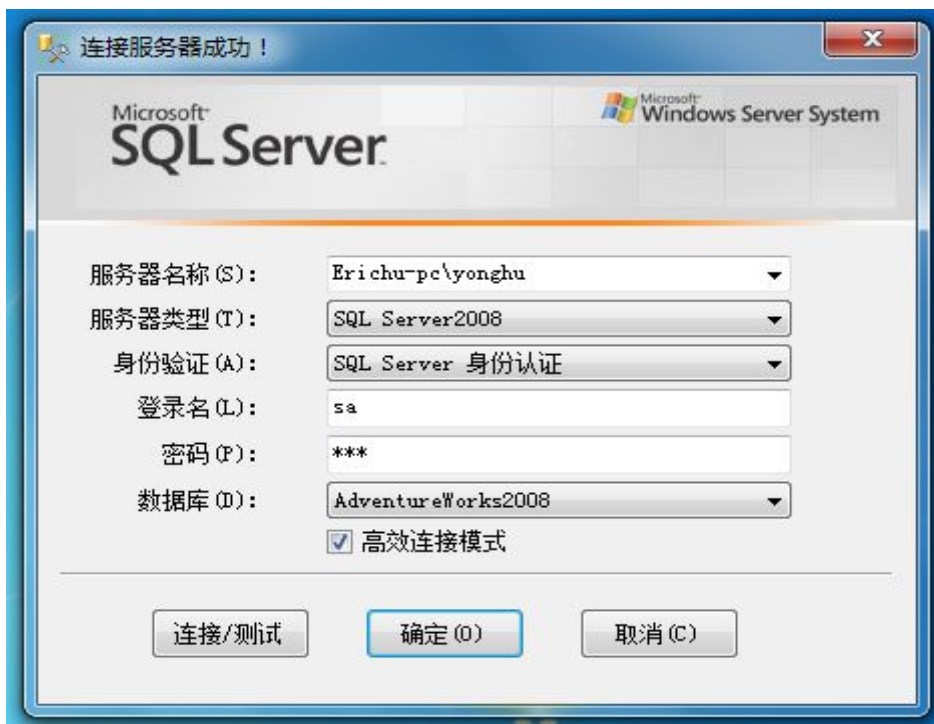 连接服务器成功！
Microsoft
SQL Server
Microsoft
Windows Server System
服务器名称(S)： Erichu-pc\yonghu
服务器类型(T)： SQL Server2008
身份验证(A)： SQL Server 身份认证
登录名(L)： sa
密码(P)： ***
数据库(D)： AdventureWorks2008
高效连接模式
连接/测试 确定(O) 取消(C)